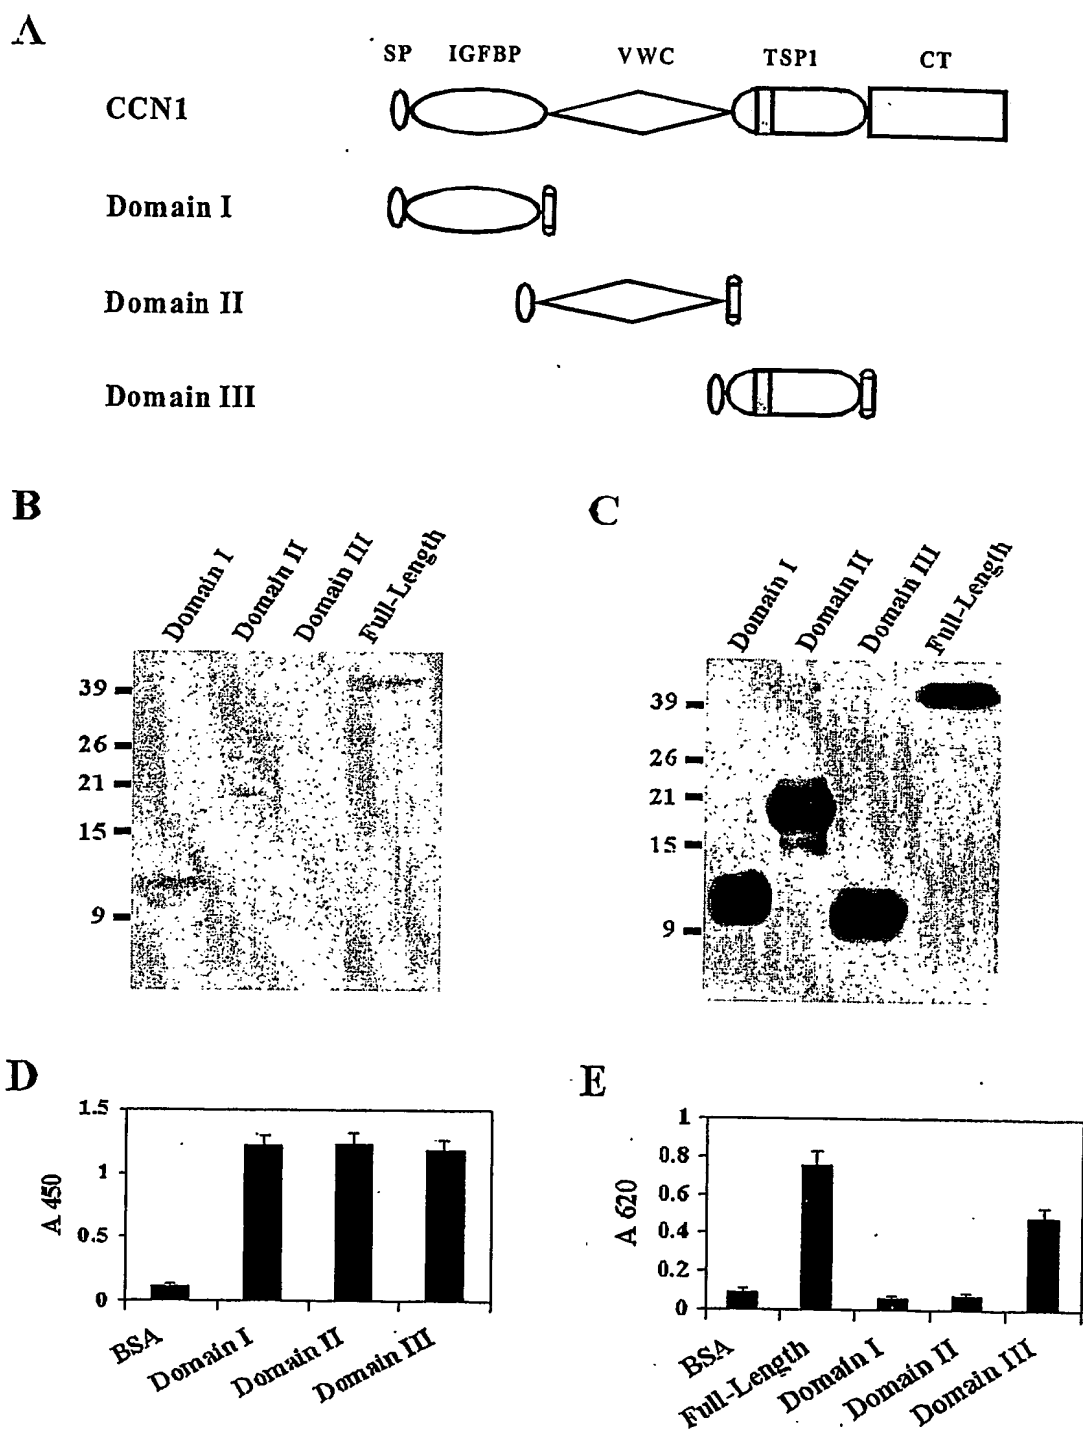 A
SP IGFBP VWC TSP1 CT
CCN1
Domain I
Domain II
Domain III
B
Domain I
Domain II
Domain III
Full-Length
39
26
21
15
9
C
Domain I
Domain II
Domain III
Full-Length
39
26
21
15
9
D
A 450
1.5
1
0.5
0
BSA
Domain I
Domain II
Domain III
E
A 620
1
0.8
0.6
0.4
0.2
0
BSA
Full-Length
Domain I
Domain II
Domain III